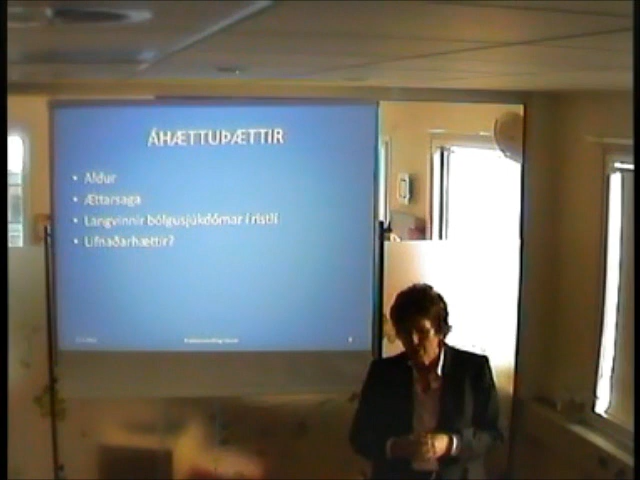 ÁHÆTTUÞÆTTIR
• Aldur
• Ættarsaga
• Langvinnir bólgusjúkdómar í ristli
• Lifnaðarhættir?